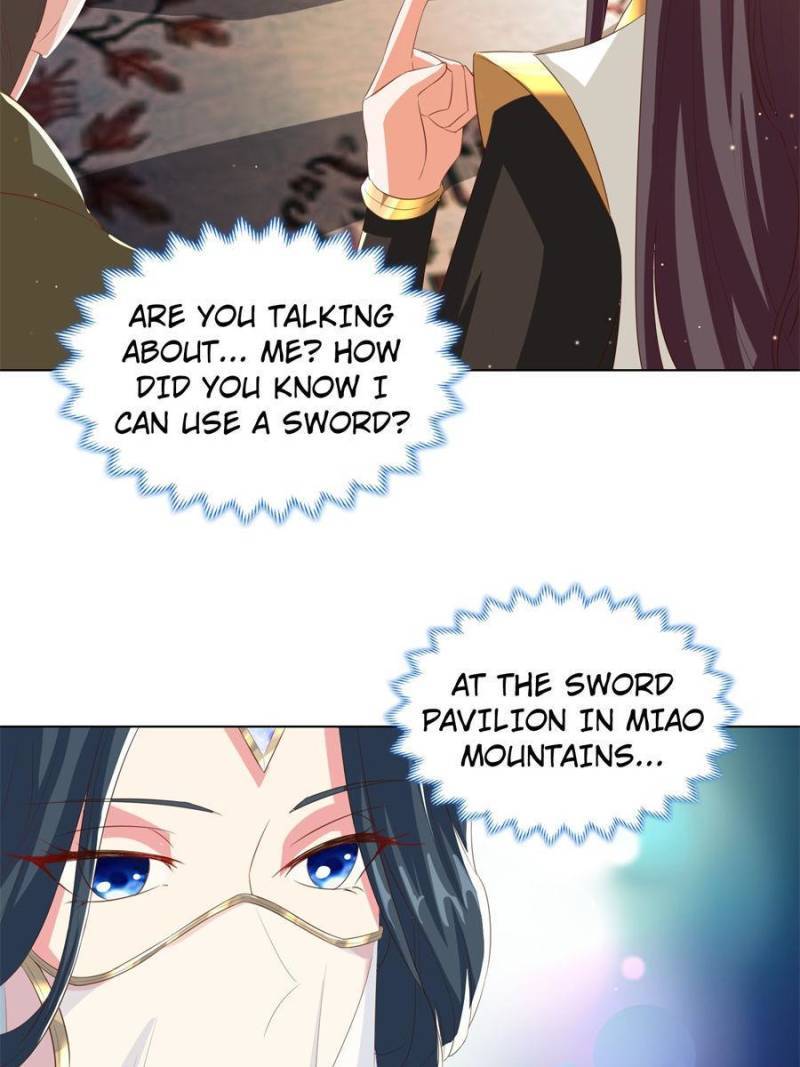 ARE YOU TALKING
ABOUT... ME? HOW
DID YOU KNOW I
CAN USE A SWORD?
AT THE SWORD
PAVILION IN MIAO
MOUNTAINS...